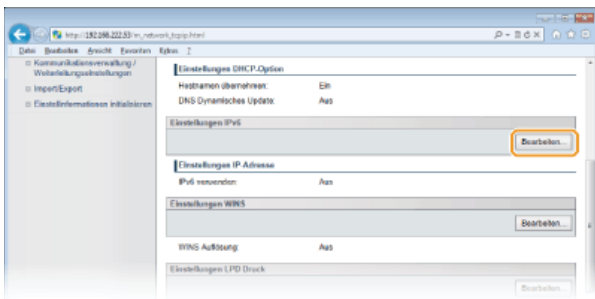 http://192.168.222.53/m_network_tcpip.html
Datei Bearbeiten Ansicht Favoriten Extras ?
Kommunikationsverwaltung /
Weiterleitungseinstellungen
Import/Export
Einstellinformationen initialisieren
Einstellungen DHCP-Option
Hostnamen übernehmen: Ein
DNS Dynamisches Update: Aus
Einstellungen IPv6
Bearbeiten...
Einstellungen IP-Adresse
IPv6 verwenden: Aus
Einstellungen WINS
Bearbeiten...
WINS Auflösung: Aus
Einstellungen LPD Druck
Bearbeiten...